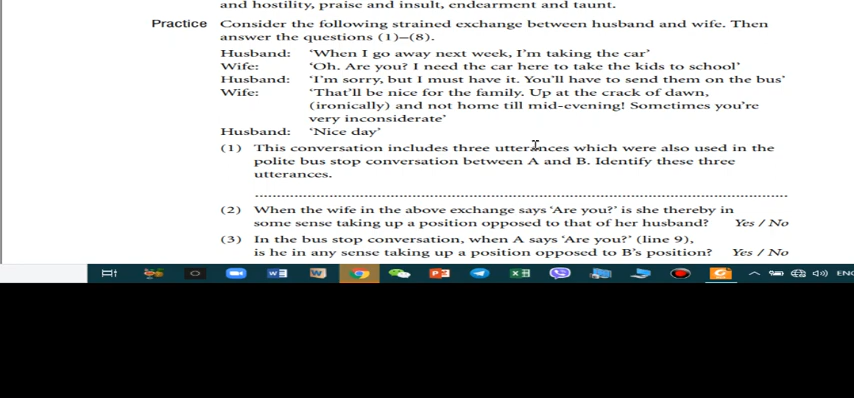 and hostility, praise and insult, endearment and taunt.
Practice Consider the following strained exchange between husband and wife. Then
answer the questions (1)–(8).
Husband: ‘When I go away next week, I’m taking the car’
Wife: ‘Oh. Are you? I need the car here to take the kids to school’
Husband: ‘I’m sorry, but I must have it. You’ll have to send them on the bus’
Wife: ‘That’ll be nice for the family. Up at the crack of dawn,
(ironically) and not home till mid-evening! Sometimes you’re
very inconsiderate’
Husband: ‘Nice day’
(1) This conversation includes three utterances which were also used in the
polite bus stop conversation between A and B. Identify these three
utterances.
(2) When the wife in the above exchange says ‘Are you?’ is she thereby in
some sense taking up a position opposed to that of her husband? Yes / No
(3) In the bus stop conversation, when A says ‘Are you?’ (line 9),
is he in any sense taking up a position opposed to B’s position? Yes / No
ENG